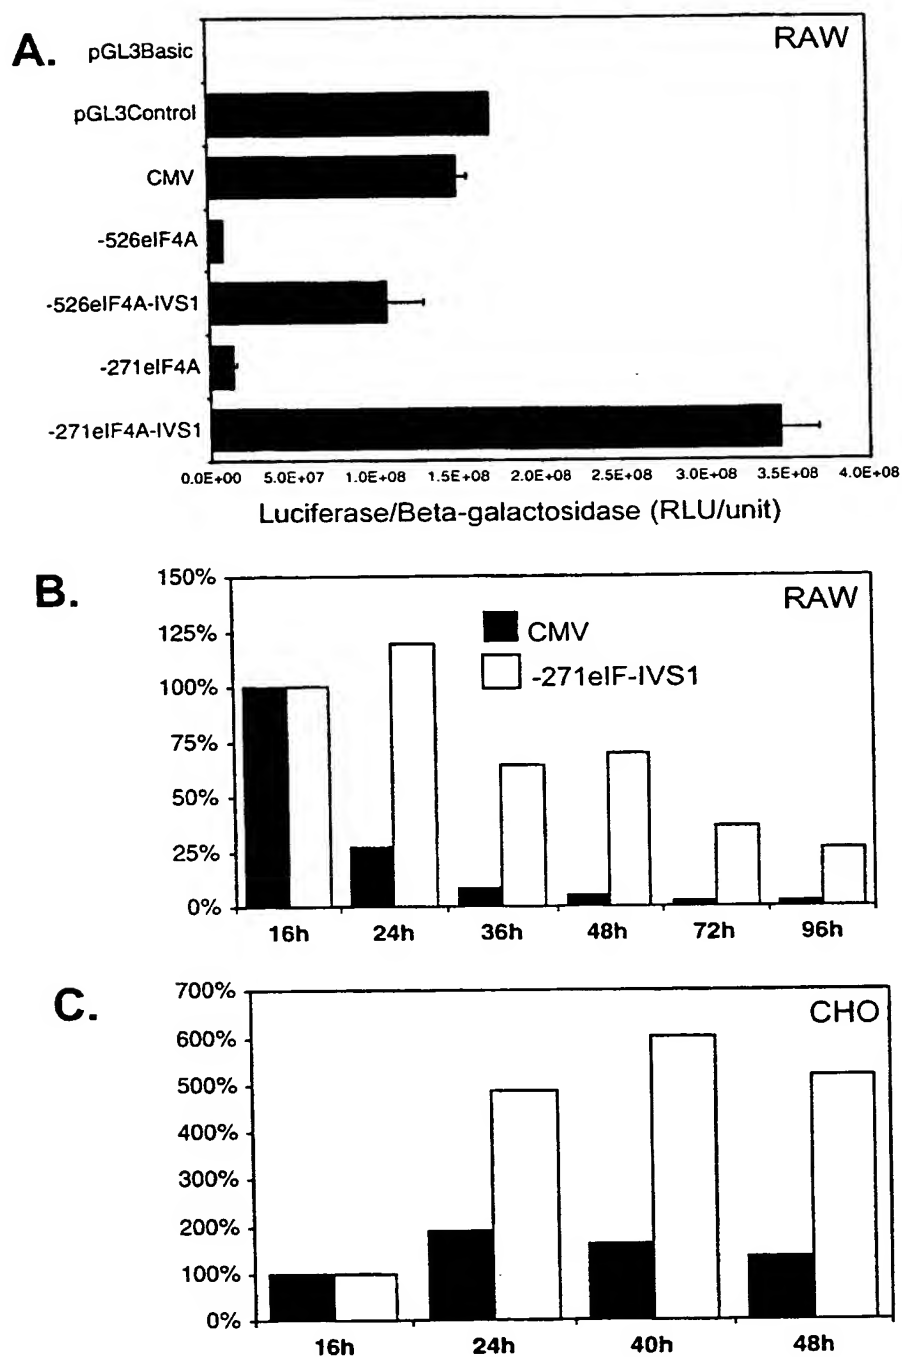 A.
RAW
pGL3Basic
pGL3Control
CMV
-526eIF4A
-526eIF4A-IVS1
-271eIF4A
-271eIF4A-IVS1
0.0E+00 5.0E+07 1.0E+08 1.5E+08 2.0E+08 2.5E+08 3.0E+08 3.5E+08 4.0E+08
Luciferase/Beta-galactosidase (RLU/unit)
B.
RAW
CMV
-271eIF-IVS1
150%
125%
100%
75%
50%
25%
0%
16h 24h 36h 48h 72h 96h
C.
CHO
700%
600%
500%
400%
300%
200%
100%
0%
16h 24h 40h 48h